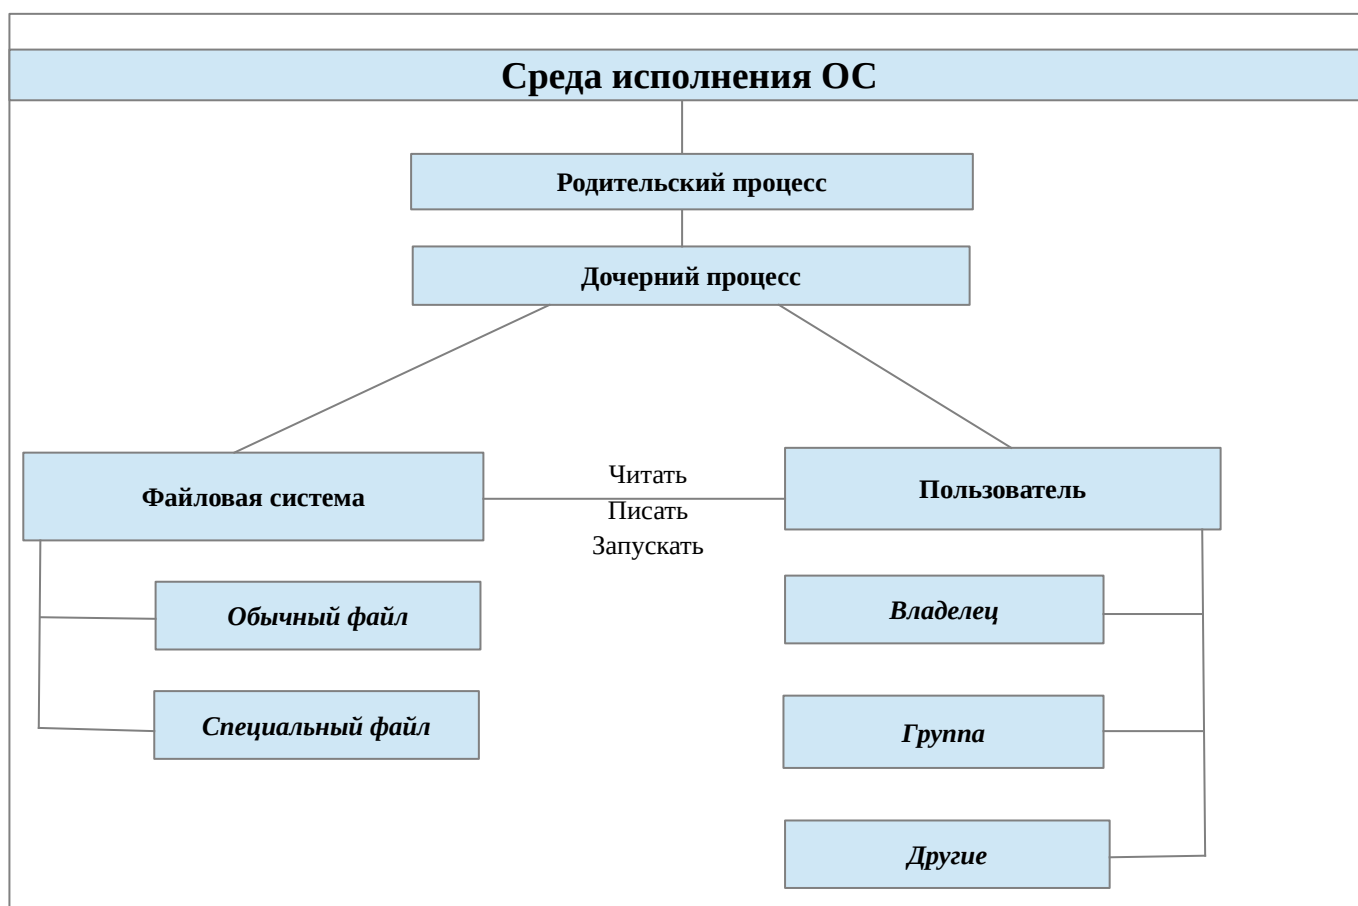 Среда исполнения ОС
Родительский процесс
Дочерний процесс
Файловая система
Читать
Писать
Запускать
Пользователь
Обычный файл
Специальный файл
Владелец
Группа
Другие